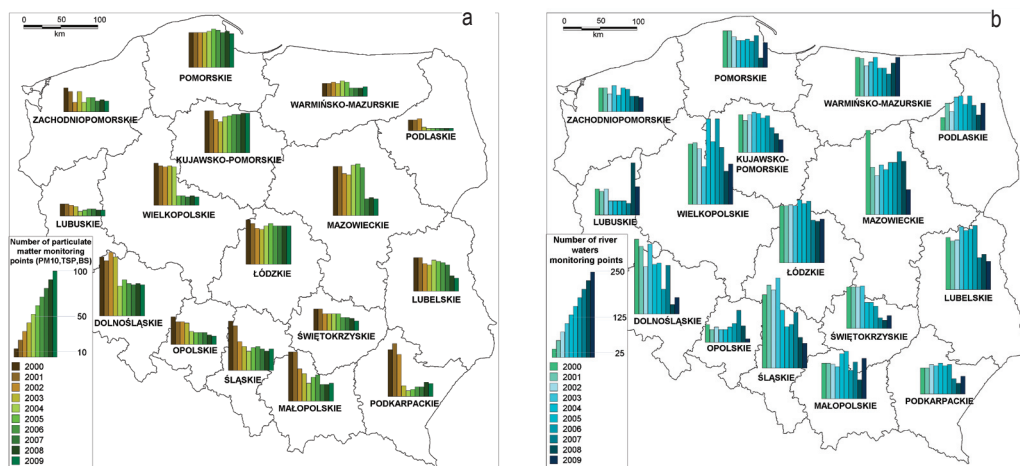 0 50 100
km
a
POMORSKIE
WARMIŃSKO-MAZURSKIE
ZACHODNIOPOMORSKIE
PODLASKIE
KUJAWSKO-POMORSKIE
WIELKOPOLSKIE
LUBUSKIE
MAZOWIECKIE
Number of particulate
matter monitoring
points (PM10,TSP,BS)
100
50
10
ŁÓDZKIE
LUBELSKIE
DOLNOŚLĄSKIE
OPOLSKIE
ŚWIĘTOKRZYSKIE
ŚLĄSKIE
MAŁOPOLSKIE
PODKARPACKIE
2000
2001
2002
2003
2004
2005
2006
2007
2008
2009
0 50 100
km
b
POMORSKIE
WARMIŃSKO-MAZURSKIE
ZACHODNIOPOMORSKIE
PODLASKIE
KUJAWSKO-
POMORSKIE
WIELKOPOLSKIE
LUBUSKIE
MAZOWIECKIE
Number of river
waters
monitoring points
250
125
25
ŁÓDZKIE
LUBELSKIE
DOLNOŚLĄSKIE
OPOLSKIE
ŚWIĘTOKRZYSKIE
ŚLĄSKIE
MAŁOPOLSKIE
PODKARPACKIE
2000
2001
2002
2003
2004
2005
2006
2007
2008
2009